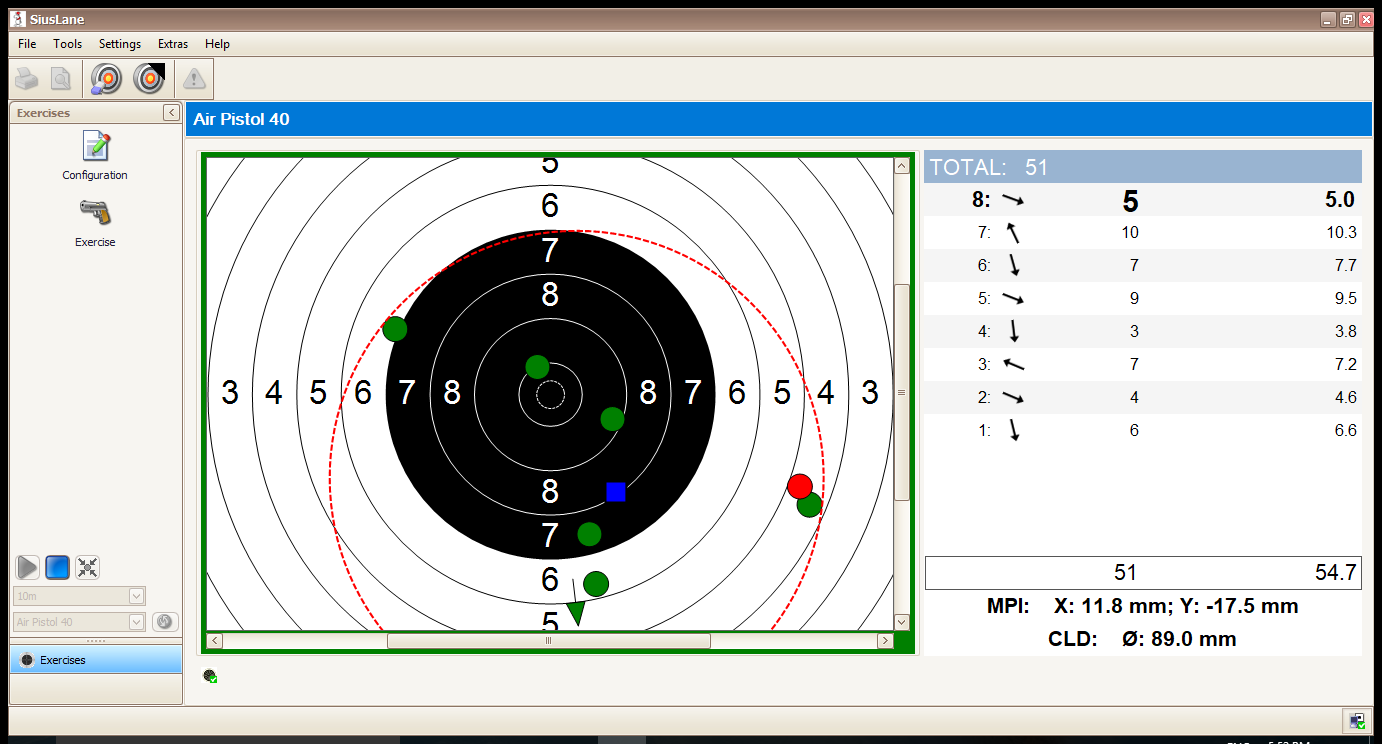 SiusLane
File Tools Settings Extras Help
Exercises
Configuration
Exercise
10m
Air Pistol 40
Exercises
Air Pistol 40
5
6
7
8
3 4 5 6 7 8 8 7 6 5 4 3
8
7
6
5
TOTAL: 51
8: 5 5.0
7: 10 10.3
6: 7 7.7
5: 9 9.5
4: 3 3.8
3: 7 7.2
2: 4 4.6
1: 6 6.6
51 54.7
MPI: X: 11.8 mm; Y: -17.5 mm
CLD: Ø: 89.0 mm